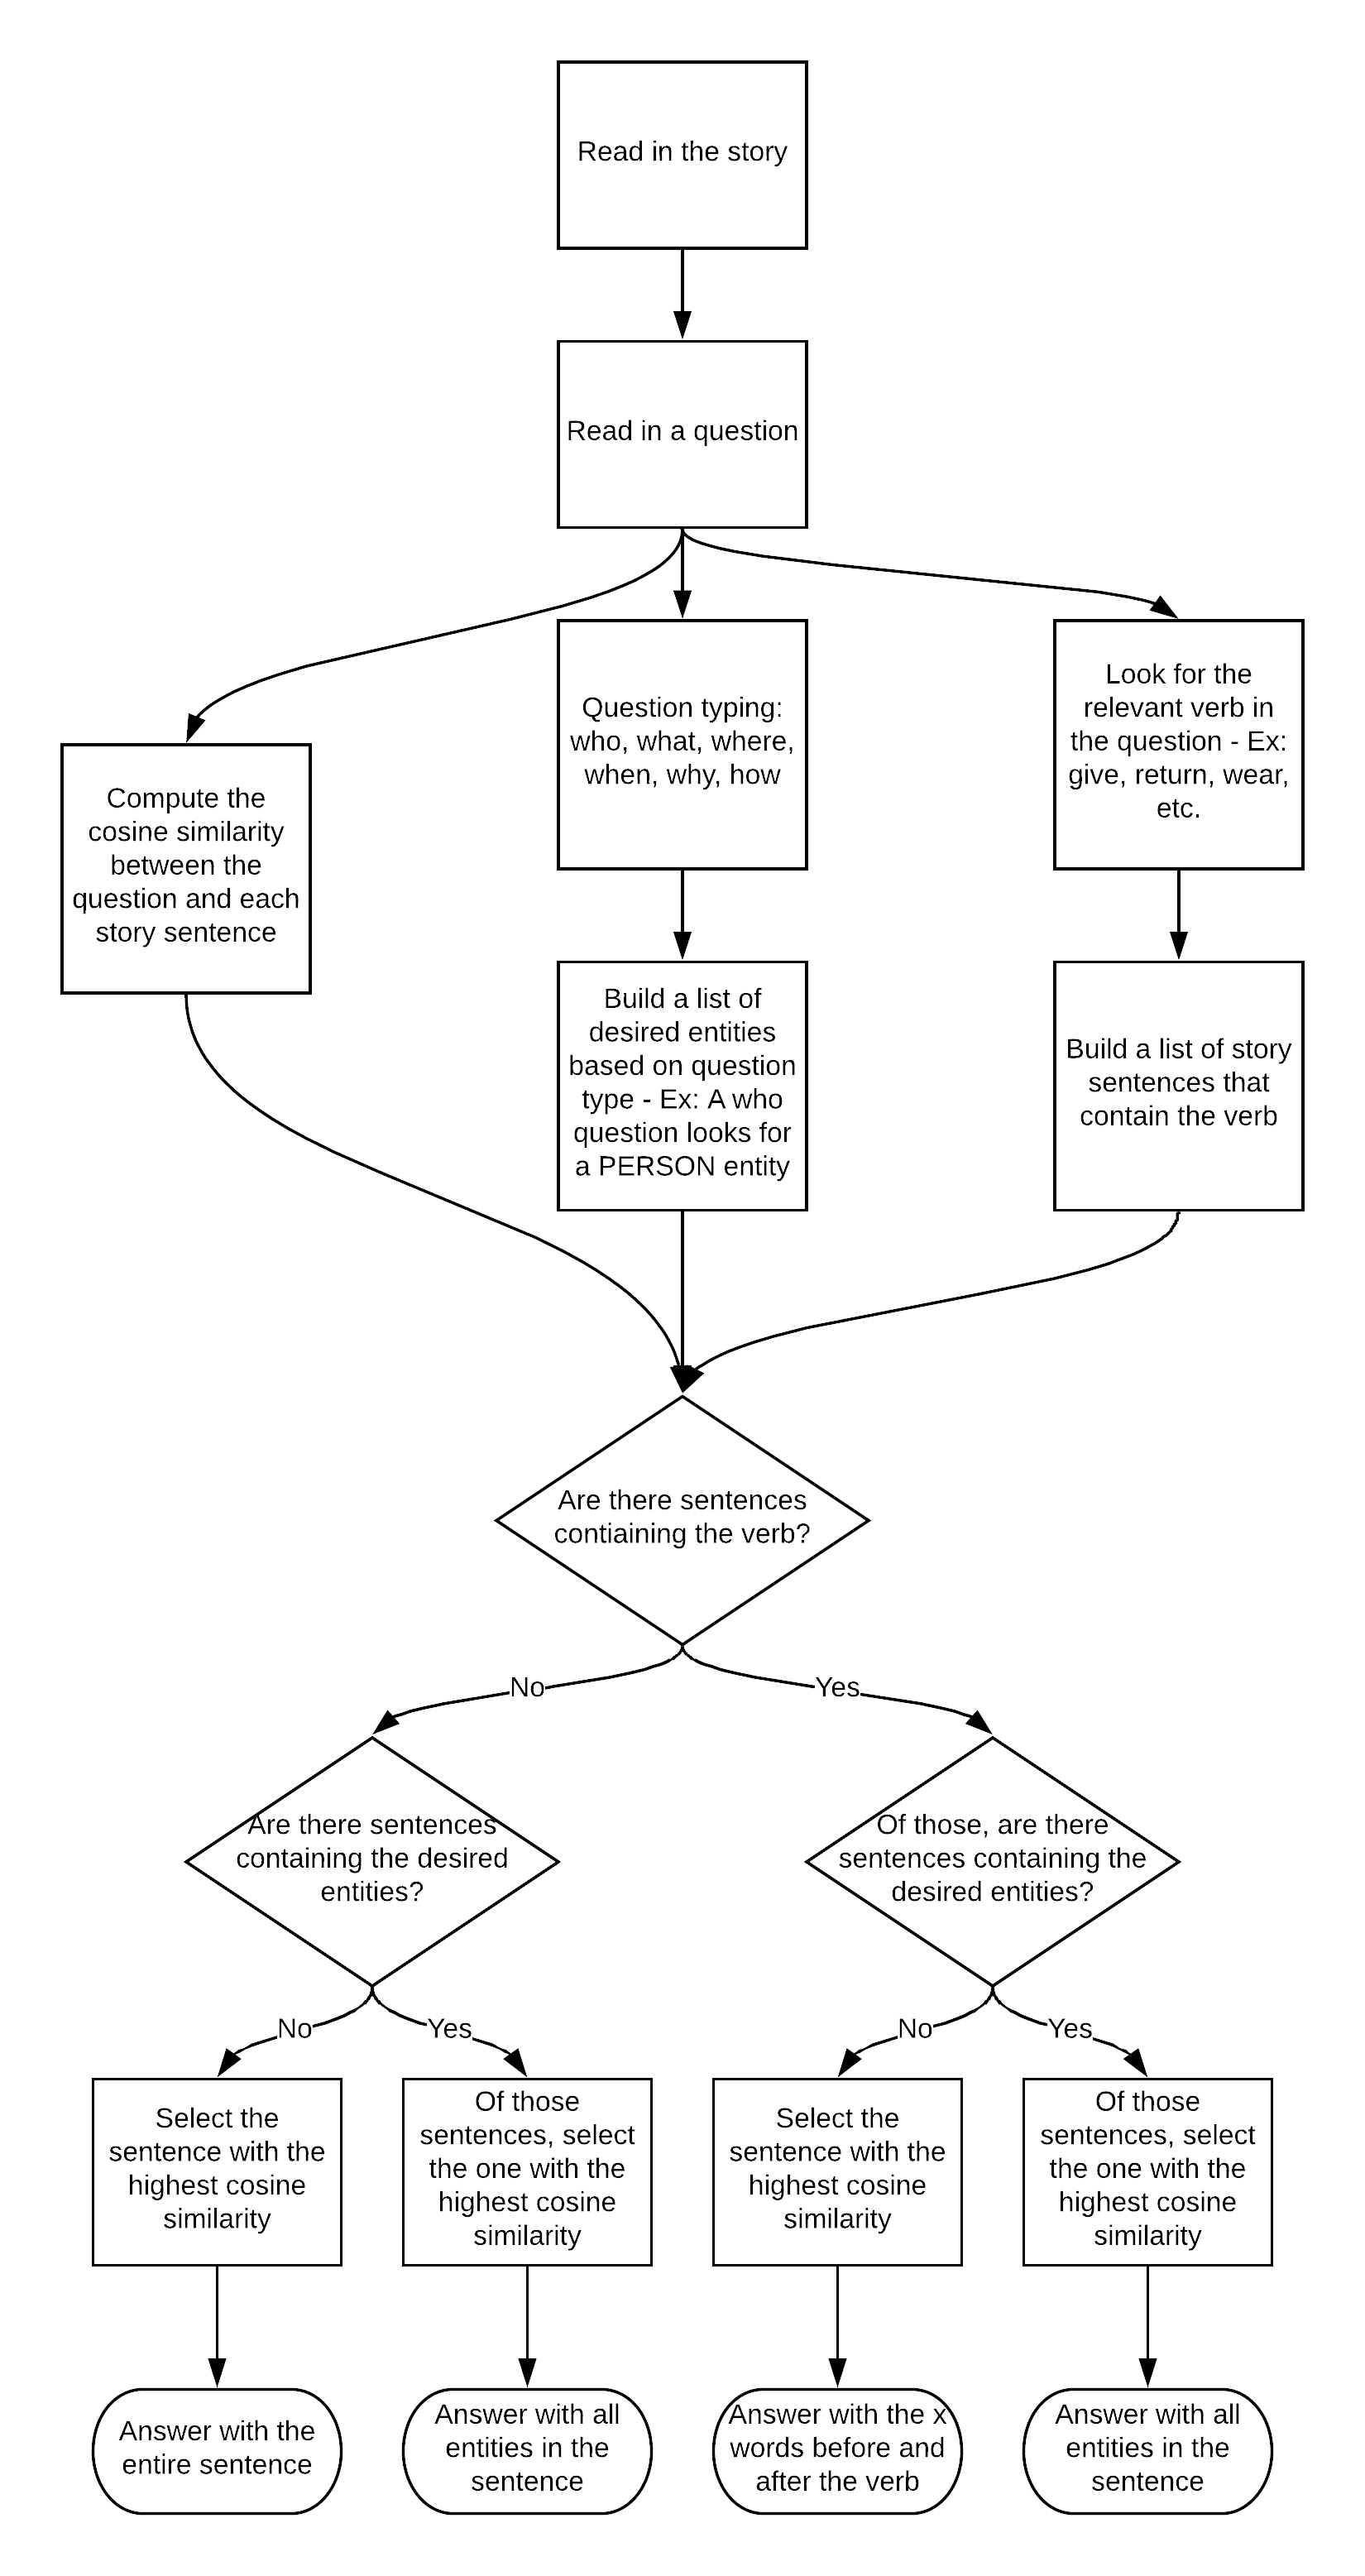 Read in the story
Read in a question
Compute the
cosine similarity
between the
question and each
story sentence
Question typing:
who, what, where,
when, why, how
Look for the
relevant verb in
the question - Ex:
give, return, wear,
etc.
Build a list of
desired entities
based on question
type - Ex: A who
question looks for
a PERSON entity
Build a list of story
sentences that
contain the verb
Are there sentences
contiaining the verb?
No
Yes
Are there sentences
containing the desired
entities?
Of those, are there
sentences containing the
desired entities?
No
Yes
No
Yes
Select the
sentence with the
highest cosine
similarity
Of those
sentences, select
the one with the
highest cosine
similarity
Select the
sentence with the
highest cosine
similarity
Of those
sentences, select
the one with the
highest cosine
similarity
Answer with the
entire sentence
Answer with all
entities in the
sentence
Answer with the x
words before and
after the verb
Answer with all
entities in the
sentence